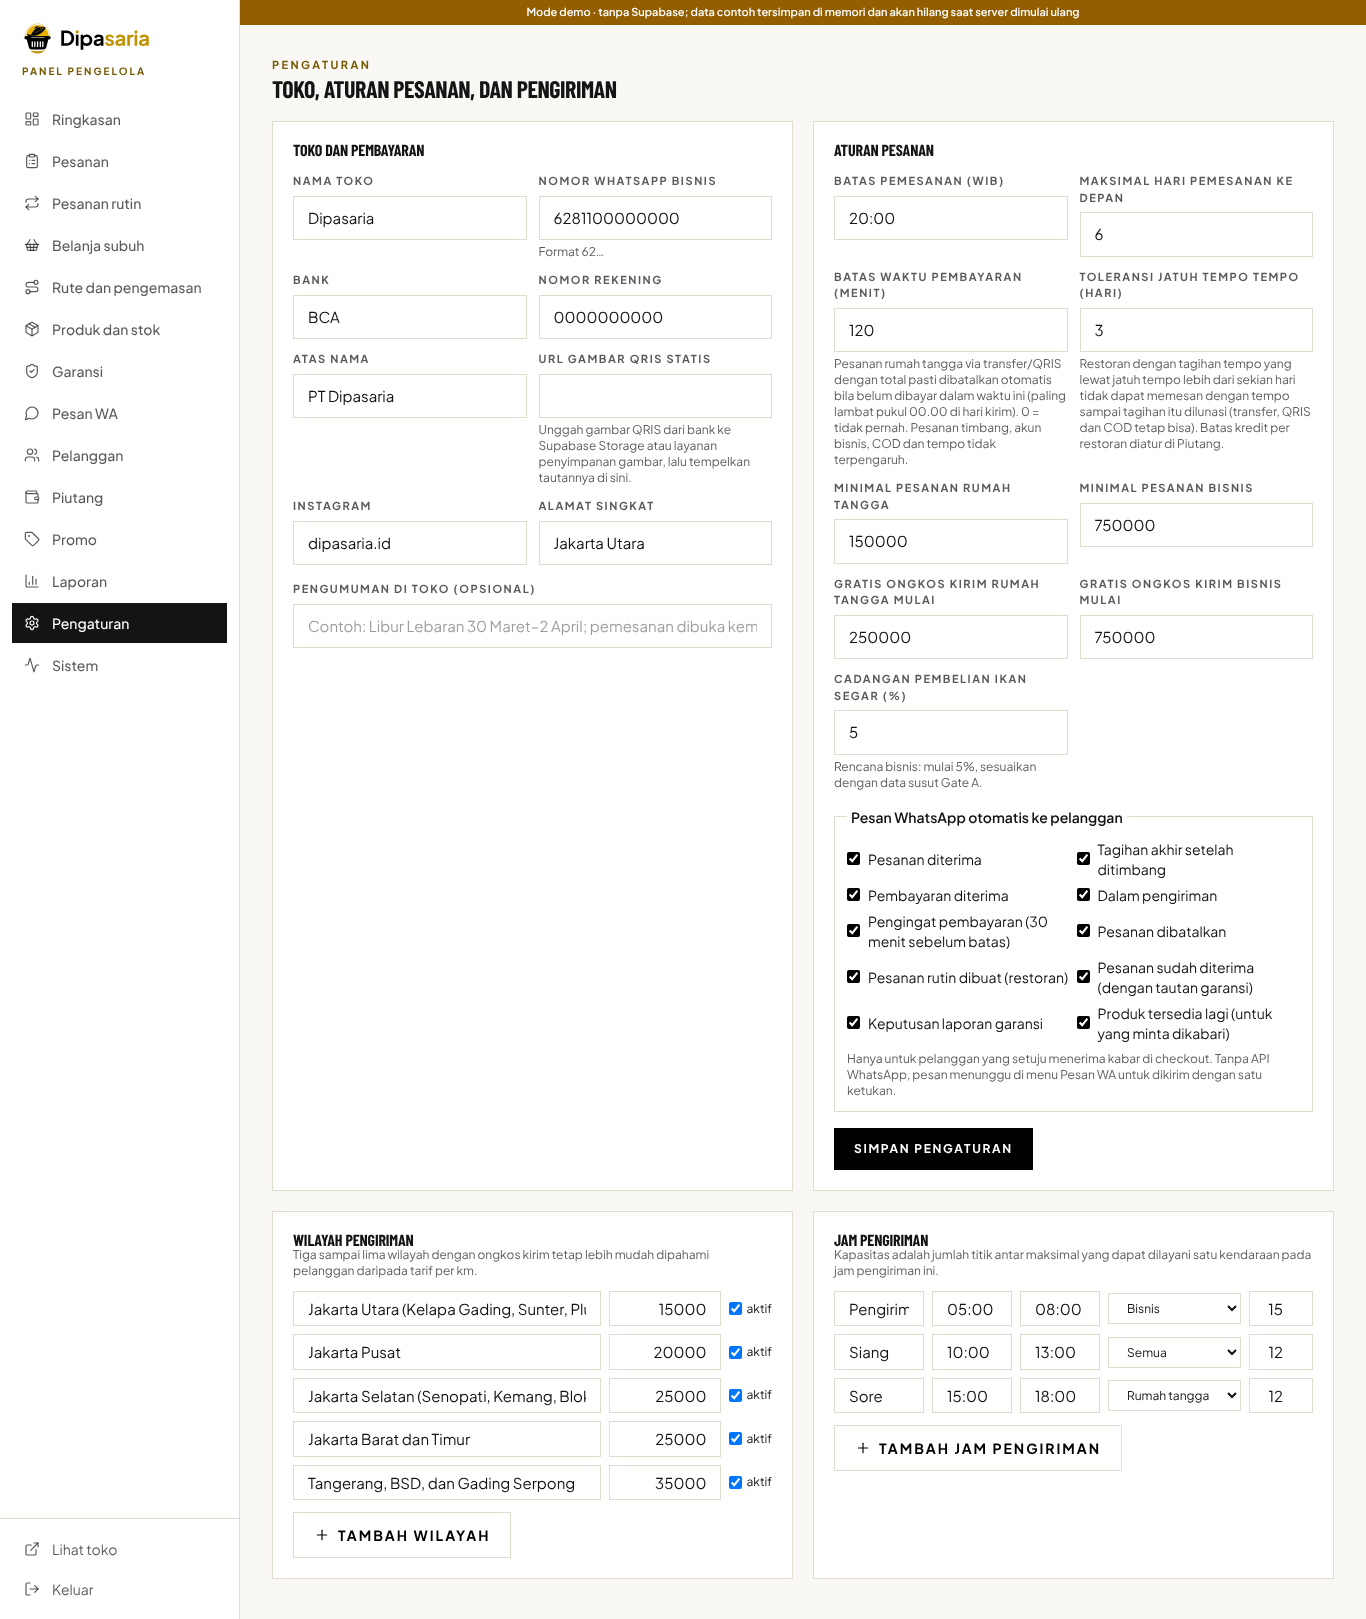 Mode demo · tanpa Supabase; data contoh tersimpan di memori dan akan hilang saat server dimulai ulang
Dipasaria
PANEL PENGELOLA
Ringkasan
Pesanan
Pesanan rutin
Belanja subuh
Rute dan pengemasan
Produk dan stok
Garansi
Pesan WA
Pelanggan
Piutang
Promo
Laporan
Pengaturan
Sistem
Lihat toko
Keluar
PENGATURAN
TOKO, ATURAN PESANAN, DAN PENGIRIMAN
TOKO DAN PEMBAYARAN
NAMA TOKO
Dipasaria
NOMOR WHATSAPP BISNIS
6281100000000
Format 62…
BANK
BCA
NOMOR REKENING
0000000000
ATAS NAMA
PT Dipasaria
URL GAMBAR QRIS STATIS
Unggah gambar QRIS dari bank ke
Supabase Storage atau layanan
penyimpanan gambar, lalu tempelkan
tautannya di sini.
INSTAGRAM
dipasaria.id
ALAMAT SINGKAT
Jakarta Utara
PENGUMUMAN DI TOKO (OPSIONAL)
Contoh: Libur Lebaran 30 Maret–2 April; pemesanan dibuka kem
ATURAN PESANAN
BATAS PEMESANAN (WIB)
20:00
MAKSIMAL HARI PEMESANAN KE
DEPAN
6
BATAS WAKTU PEMBAYARAN
(MENIT)
120
Pesanan rumah tangga via transfer/QRIS
dengan total pasti dibatalkan otomatis
bila belum dibayar dalam waktu ini (paling
lambat pukul 00.00 di hari kirim). 0 =
tidak pernah. Pesanan timbang, akun
bisnis, COD dan tempo tidak
terpengaruh.
TOLERANSI JATUH TEMPO TEMPO
(HARI)
3
Restoran dengan tagihan tempo yang
lewat jatuh tempo lebih dari sekian hari
tidak dapat memesan dengan tempo
sampai tagihan itu dilunasi (transfer, QRIS
dan COD tetap bisa). Batas kredit per
restoran diatur di Piutang.
MINIMAL PESANAN RUMAH
TANGGA
150000
MINIMAL PESANAN BISNIS
750000
GRATIS ONGKOS KIRIM RUMAH
TANGGA MULAI
250000
GRATIS ONGKOS KIRIM BISNIS
MULAI
750000
CADANGAN PEMBELIAN IKAN
SEGAR (%)
5
Rencana bisnis: mulai 5%, sesuaikan
dengan data susut Gate A.
Pesan WhatsApp otomatis ke pelanggan
Pesanan diterima
Tagihan akhir setelah
ditimbang
Pembayaran diterima
Dalam pengiriman
Pengingat pembayaran (30
menit sebelum batas)
Pesanan dibatalkan
Pesanan rutin dibuat (restoran)
Pesanan sudah diterima
(dengan tautan garansi)
Keputusan laporan garansi
Produk tersedia lagi (untuk
yang minta dikabari)
Hanya untuk pelanggan yang setuju menerima kabar di checkout. Tanpa API
WhatsApp, pesan menunggu di menu Pesan WA untuk dikirim dengan satu
ketukan.
SIMPAN PENGATURAN
WILAYAH PENGIRIMAN
Tiga sampai lima wilayah dengan ongkos kirim tetap lebih mudah dipahami
pelanggan daripada tarif per km.
Jakarta Utara (Kelapa Gading, Sunter, Plu 15000 aktif
Jakarta Pusat 20000 aktif
Jakarta Selatan (Senopati, Kemang, Blok 25000 aktif
Jakarta Barat dan Timur 25000 aktif
Tangerang, BSD, dan Gading Serpong 35000 aktif
+ TAMBAH WILAYAH
JAM PENGIRIMAN
Kapasitas adalah jumlah titik antar maksimal yang dapat dilayani satu kendaraan pada
jam pengiriman ini.
Pengirim 05:00 08:00 Bisnis 15
Siang 10:00 13:00 Semua 12
Sore 15:00 18:00 Rumah tangga 12
+ TAMBAH JAM PENGIRIMAN